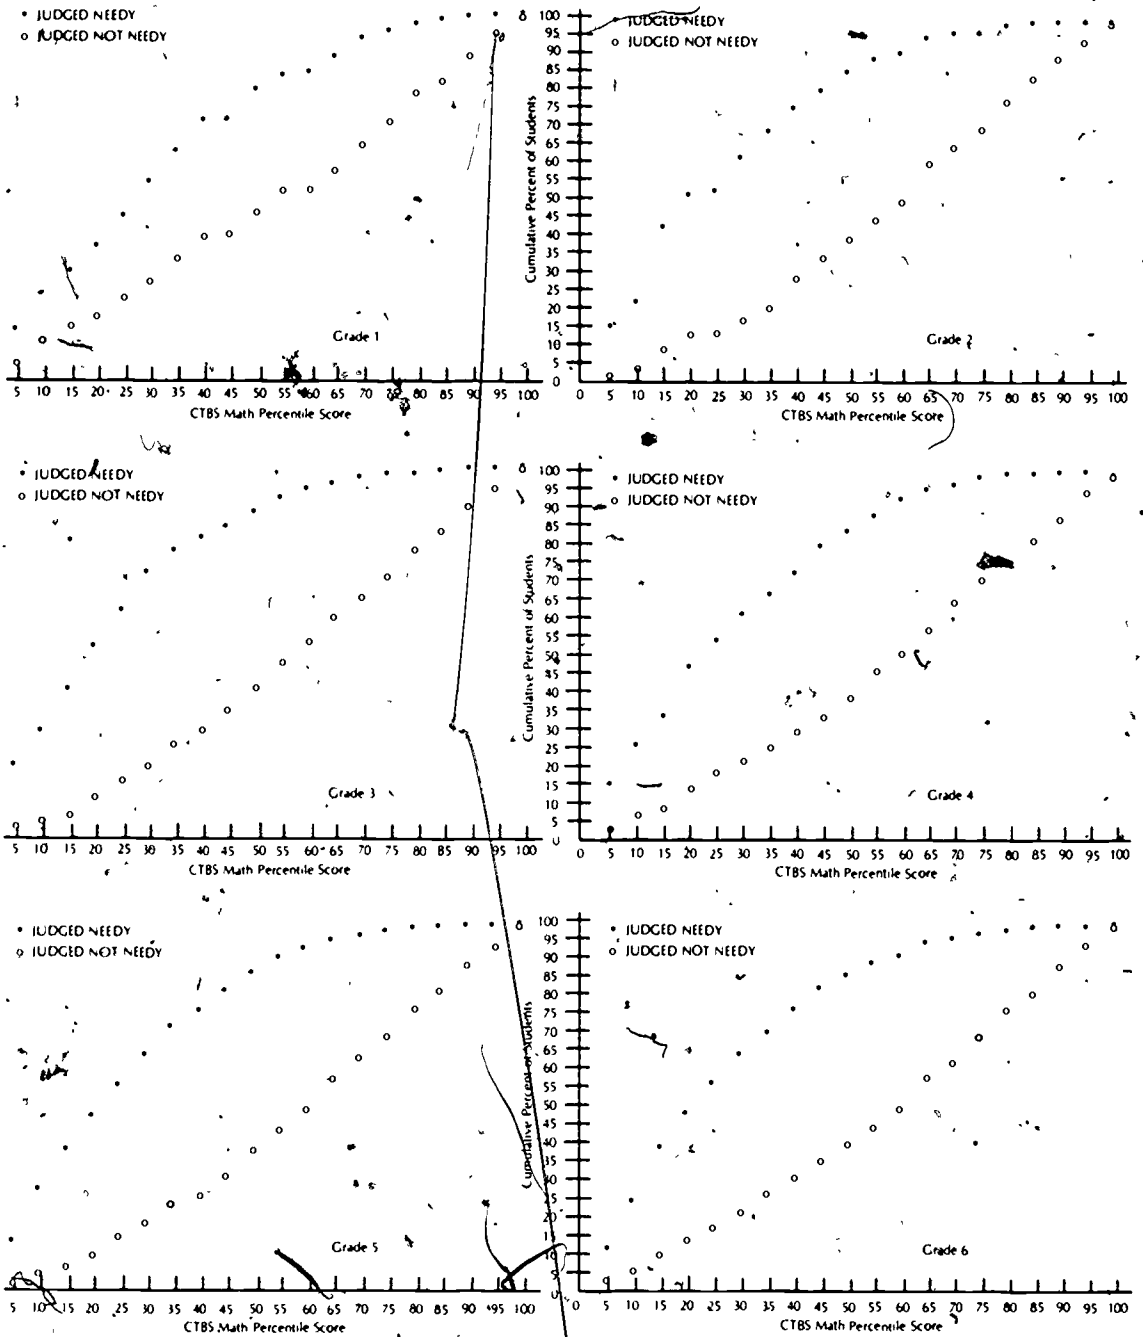 • JUDGED NEEDY
o JUDGED NOT NEEDY
Grade 1
5 10 15 20 25 30 35 40 45 50 55 60 65 70 75 80 85 90 95 100
CTBS Math Percentile Score
• JUDGED NEEDY
o JUDGED NOT NEEDY
Cumulative Percent of Students
100
95
90
85
80
75
70
65
60
55
50
45
40
35
30
25
20
15
10
5
0
Grade 2
0 5 10 15 20 25 30 35 40 45 50 55 60 65 70 75 80 85 90 95 100
CTBS Math Percentile Score
• JUDGED NEEDY
o JUDGED NOT NEEDY
Grade 3
5 10 15 20 25 30 35 45 50 55 60 65 70 75 80 85 90 95 100
CTBS Math Percentile Score
• JUDGED NEEDY
o JUDGED NOT NEEDY
Cumulative Percent of Students
100
95
90
85
80
75
70
65
60
55
50
45
40
35
30
25
20
15
10
5
0
Grade 4
0 5 10 15 20 25 30 35 40 45 50 55 60 65 70 75 80 85 90 95 100
CTBS Math Percentile Score
• JUDGED NEEDY
o JUDGED NOT NEEDY
Grade 5
5 10 15 20 25 30 35 40 45 50 55 60 65 70 75 80 85 90 95 100
CTBS Math Percentile Score
• JUDGED NEEDY
o JUDGED NOT NEEDY
Cumulative Percent of Students
100
95
90
85
80
75
70
65
60
55
50
45
40
35
30
25
20
15
10
5
0
Grade 6
5 10 15 20 25 30 35 40 45 50 55 60 65 70 75 80 85 90 95 100
CTBS Math Percentile Score